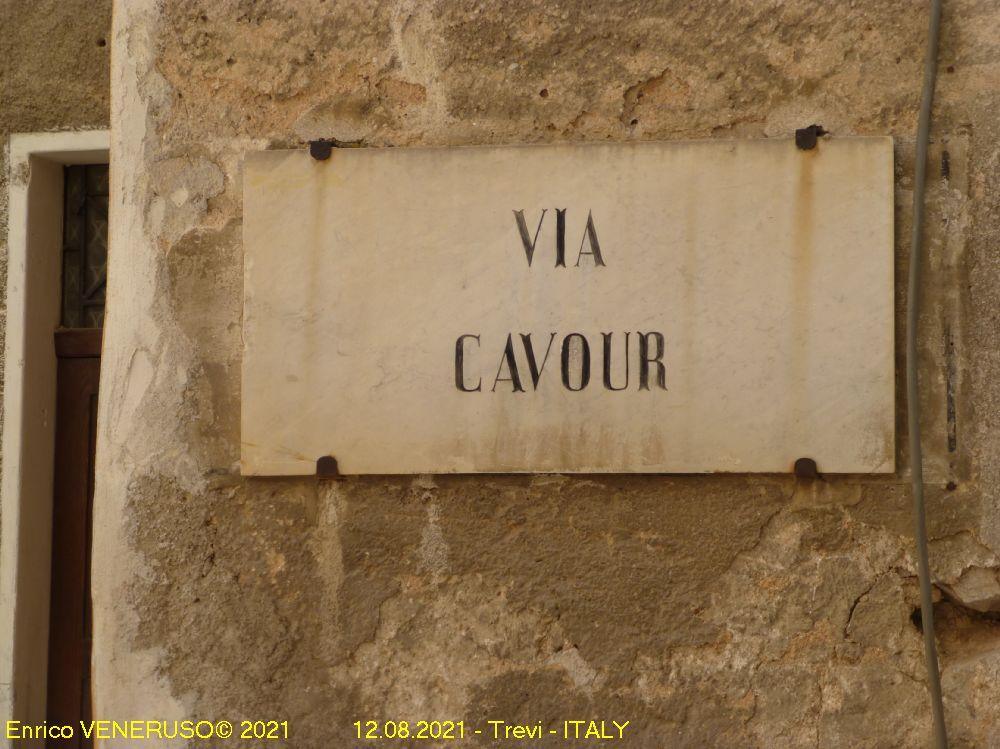 VIA
CAVOUR
Enrico VENERUSO© 2021 12.08.2021 - Trevi - ITALY